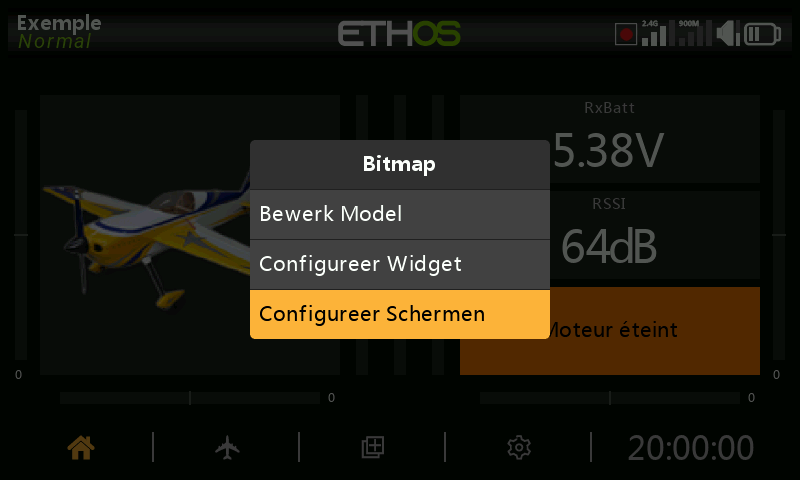 Exemple
Normal
ETHOS
2.4G
900M
RxBatt
5.38V
RSSI
64dB
Moteur éteint
Bitmap
Bewerk Model
Configureer Widget
Configureer Schermen
0
0
0
0
20:00:00